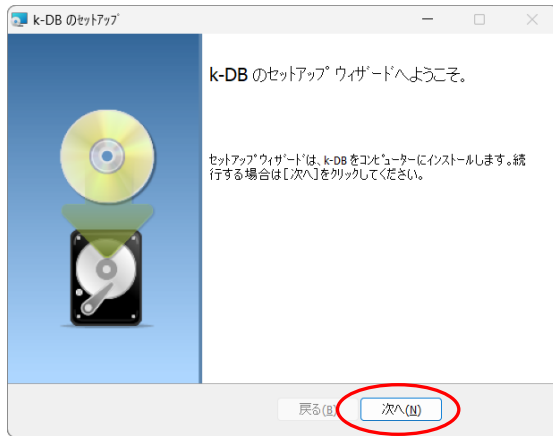 k-DB のｾｯﾄｱｯﾌﾟ
k-DB のｾｯﾄｱｯﾌﾟ ｳｨｻﾞｰﾄﾞへようこそ。
ｾｯﾄｱｯﾌﾟ ｳｨｻﾞｰﾄﾞは、k-DB をｺﾝﾋﾟｭｰﾀｰにｲﾝｽﾄｰﾙします。続
行する場合は[次へ]をｸﾘｯｸしてください。
戻る(B) 次へ(N)